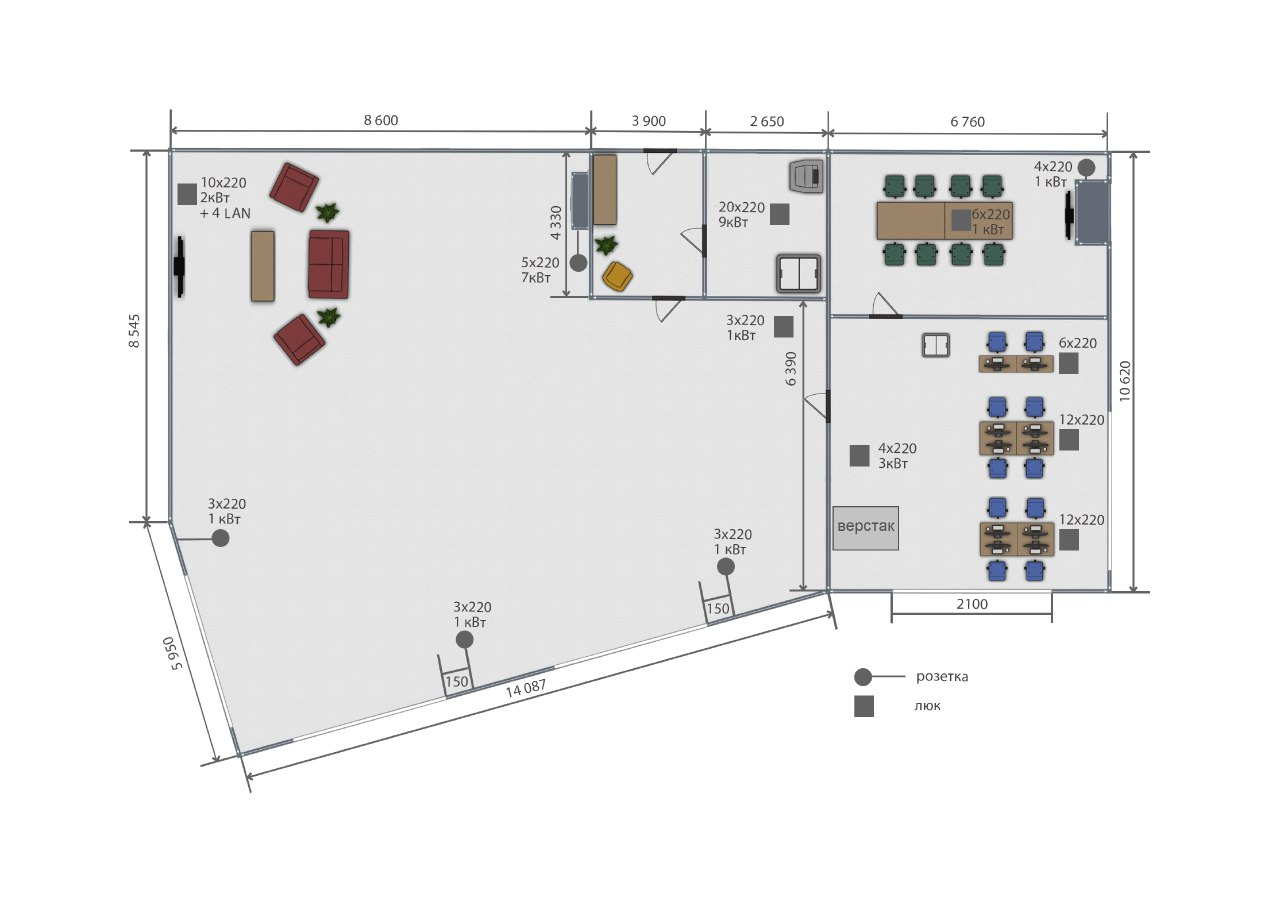 8 600
3 900
2 650
6 760
10x220
2кВт
+ 4 LAN
4 330
5x220
7кВт
20x220
9кВт
4x220
1 кВт
6x220
1 кВт
8 545
3x220
1кВт
6 390
6x220
10 620
12x220
4x220
3кВт
12x220
верстак
3x220
1 кВт
3x220
1 кВт
150
2100
3x220
1 кВт
150
5 950
14 087
розетка
люк